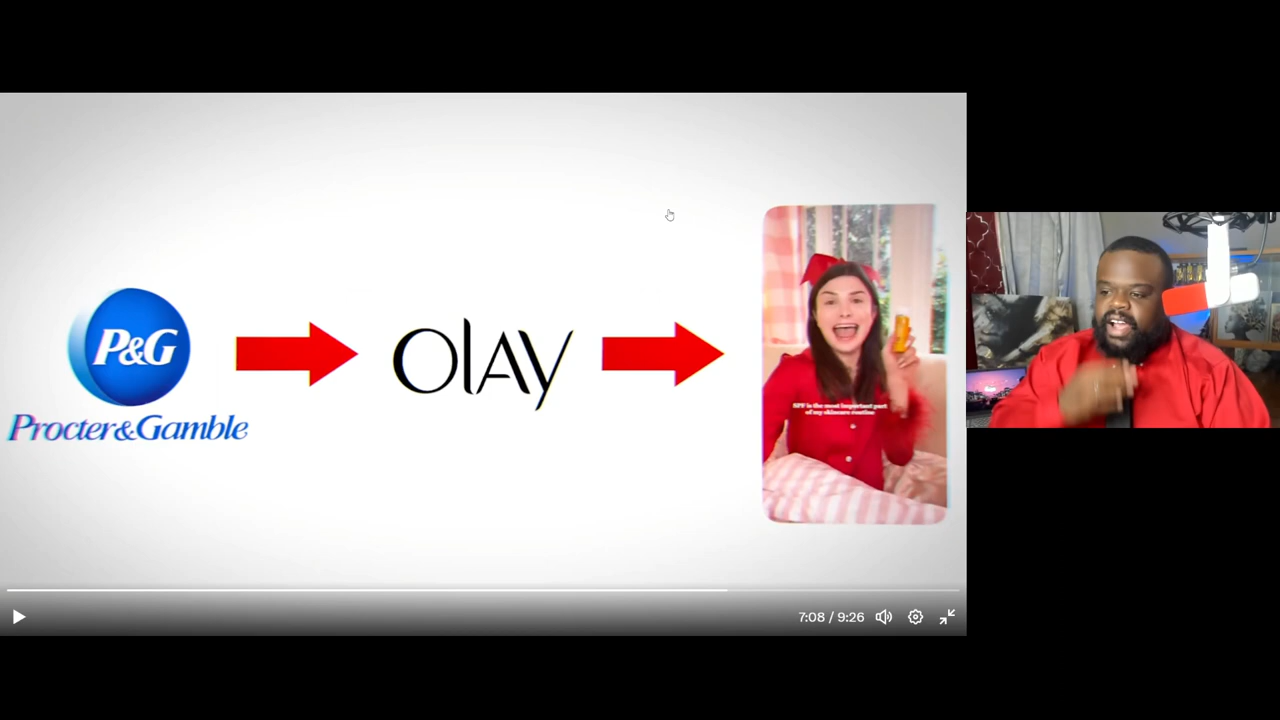 P&G
Procter&Gamble
OLAY
SPF is the most important part
of my skincare routine
7:08 / 9:26